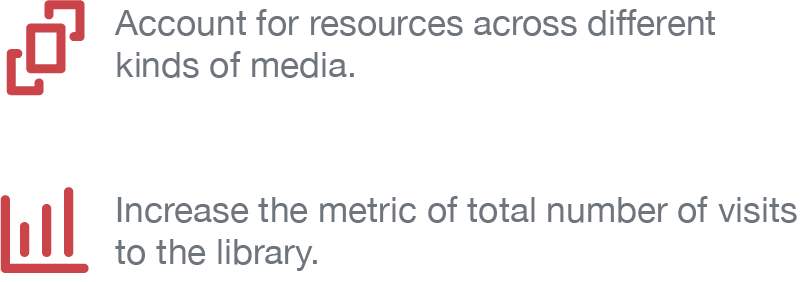 Account for resources across different
kinds of media.
Increase the metric of total number of visits
to the library.